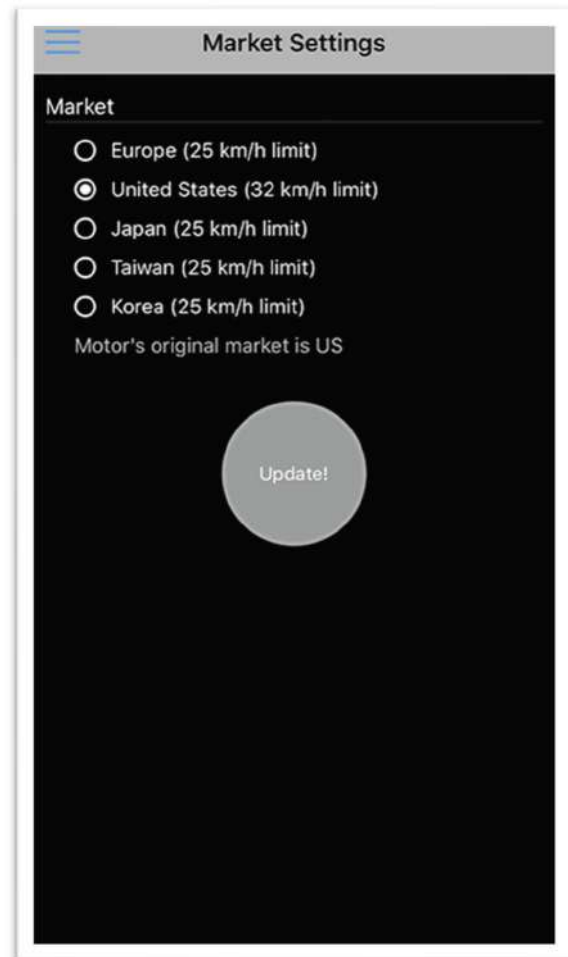 Market Settings
Market
Europe (25 km/h limit)
United States (32 km/h limit)
Japan (25 km/h limit)
Taiwan (25 km/h limit)
Korea (25 km/h limit)
Motor's original market is US
Update!